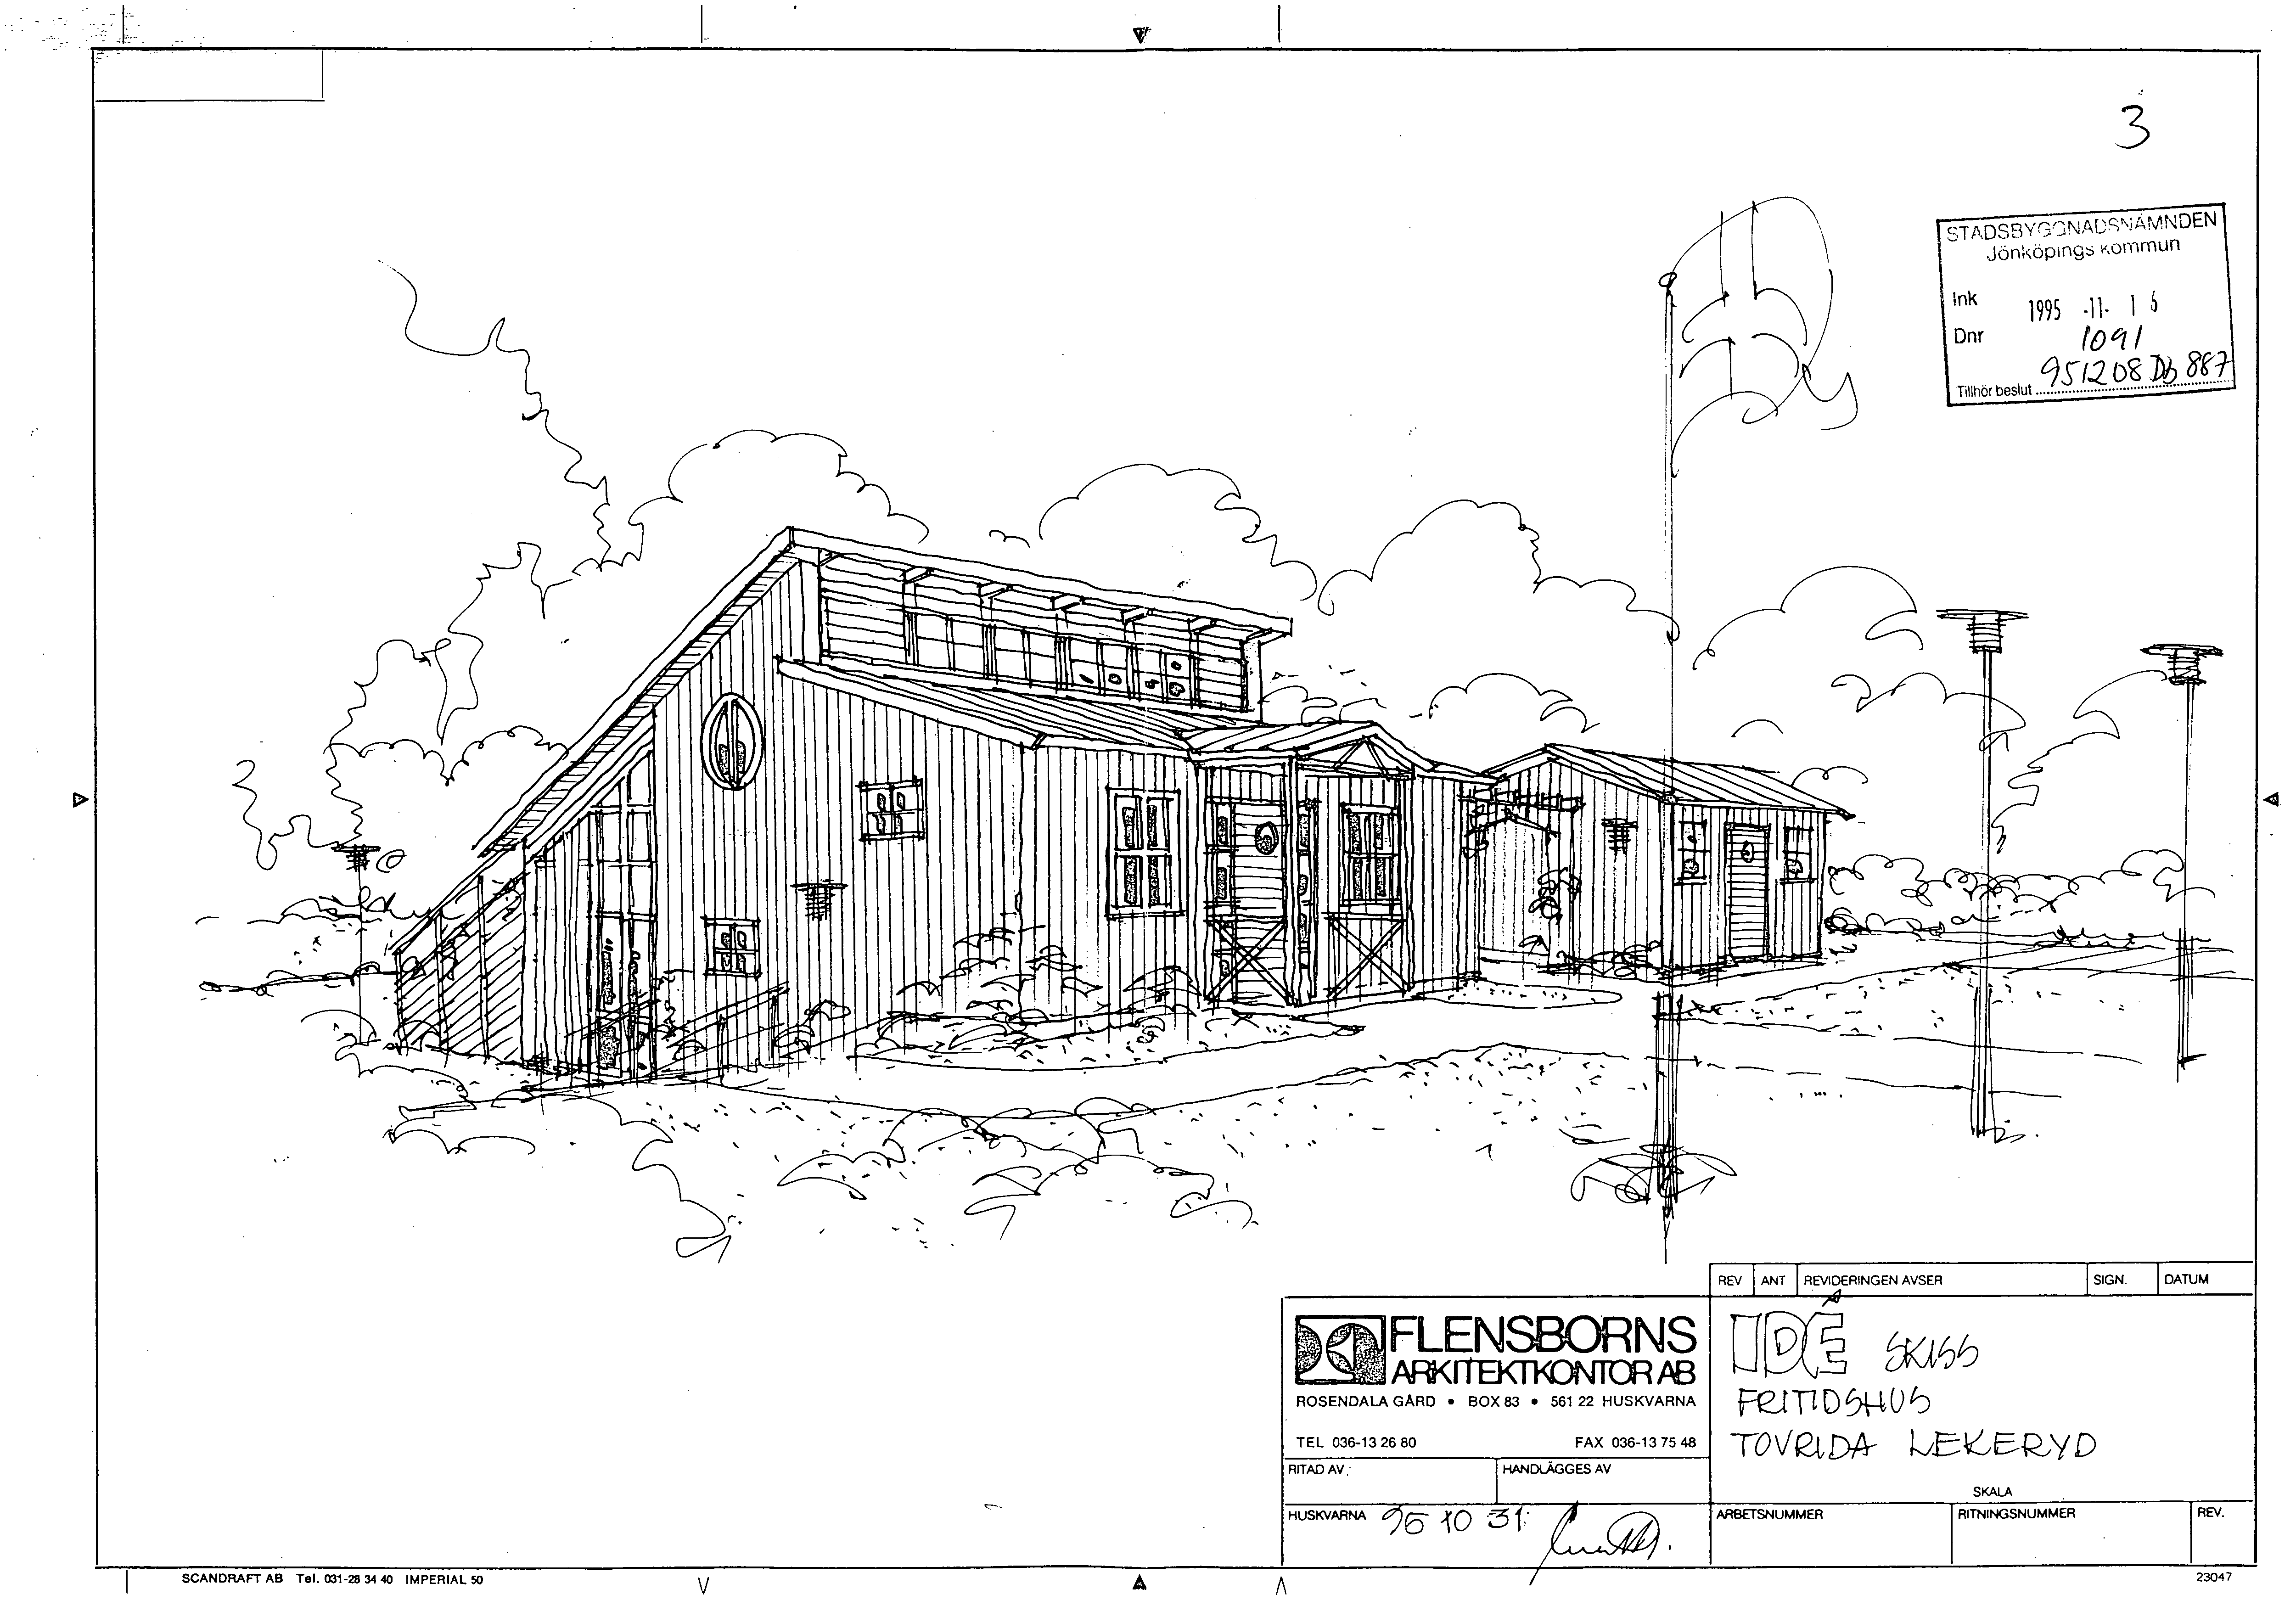 3
STADSBYGGNADSNÄMNDEN
Jönköpings kommun
Ink 1995 -11- 16
Dnr 1091
Tillhör beslut 951208 Db 887
REV ANT REVIDERINGEN AVSER SIGN. DATUM
FLENSBORNS
ARKITEKTKONTOR AB
ROSENDALA GÅRD • BOX 83 • 561 22 HUSKVARNA
TEL 036-13 26 80 FAX 036-13 75 48
RITAD AV HANDLÄGGES AV
HUSKVARNA 95 10 31
IDÉ SKISS
FRITIDSHUS
TOVRIDA LEKERYD
SKALA
ARBETSNUMMER RITNINGSNUMMER REV.
SCANDRAFT AB Tel. 031-28 34 40 IMPERIAL 50
23047